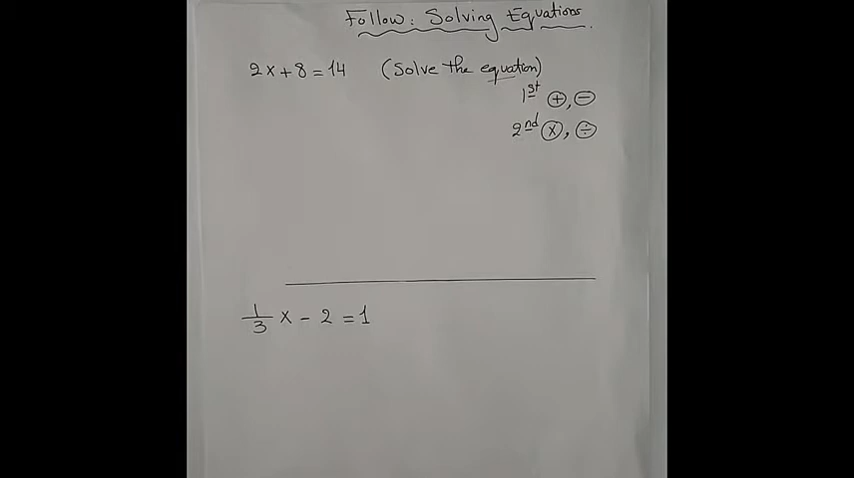 Follow: Solving Equations.
2x + 8 = 14 (Solve the equation)
1st ⊕, ⊖
2nd ⊗, ⨸
1/3 x - 2 = 1